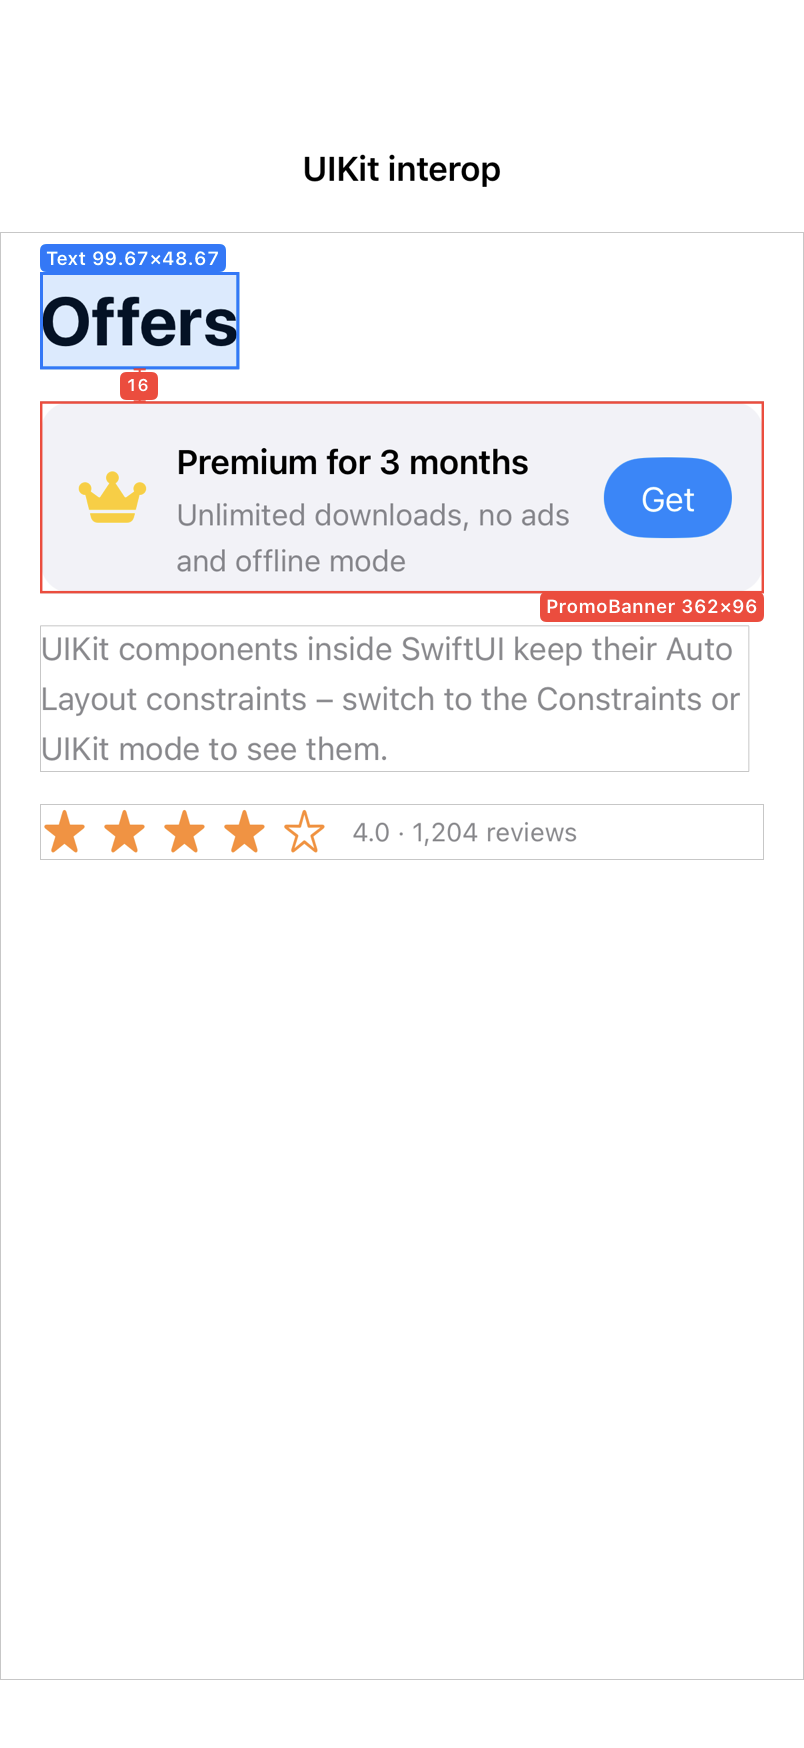 UIKit interop
Text 99.67×48.67
Offers
16
Premium for 3 months
Unlimited downloads, no ads
and offline mode
Get
PromoBanner 362×96
UIKit components inside SwiftUI keep their Auto
Layout constraints – switch to the Constraints or
UIKit mode to see them.
4.0 · 1,204 reviews